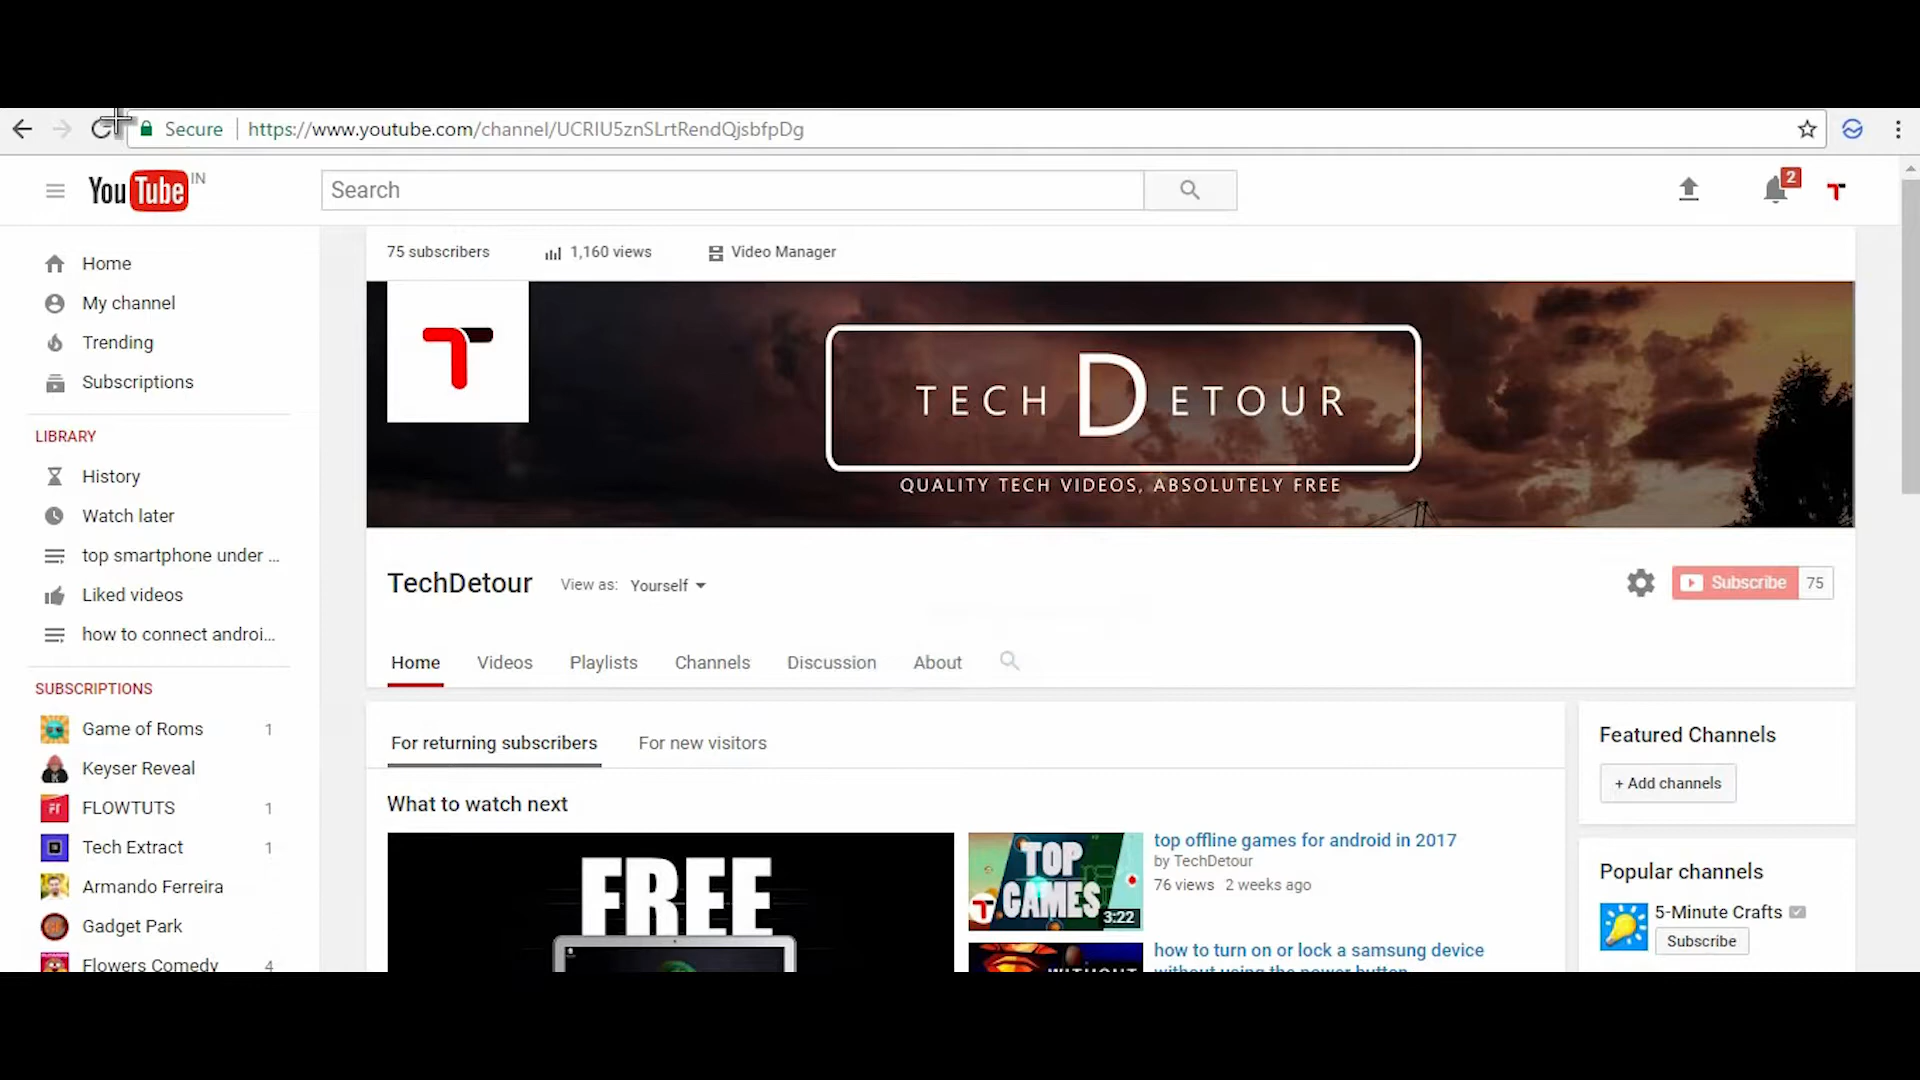 Secure https://www.youtube.com/channel/UCRIU5znSLrtRendQjsbfpDg
YouTube IN
Search
2
75 subscribers 1,160 views Video Manager
TECH DETOUR
QUALITY TECH VIDEOS, ABSOLUTELY FREE
TechDetour View as: Yourself
Subscribe 75
Home Videos Playlists Channels Discussion About
For returning subscribers For new visitors
What to watch next
FREE
TOP
GAMES
3:22
top offline games for android in 2017
by TechDetour
76 views 2 weeks ago
WITHOUT
how to turn on or lock a samsung device
without using the power button
Featured Channels
+ Add channels
Popular channels
5-Minute Crafts
Subscribe
Home
My channel
Trending
Subscriptions
LIBRARY
History
Watch later
top smartphone under ...
Liked videos
how to connect androi...
SUBSCRIPTIONS
Game of Roms 1
Keyser Reveal
FLOWTUTS 1
Tech Extract 1
Armando Ferreira
Gadget Park
Flowers Comedy 4